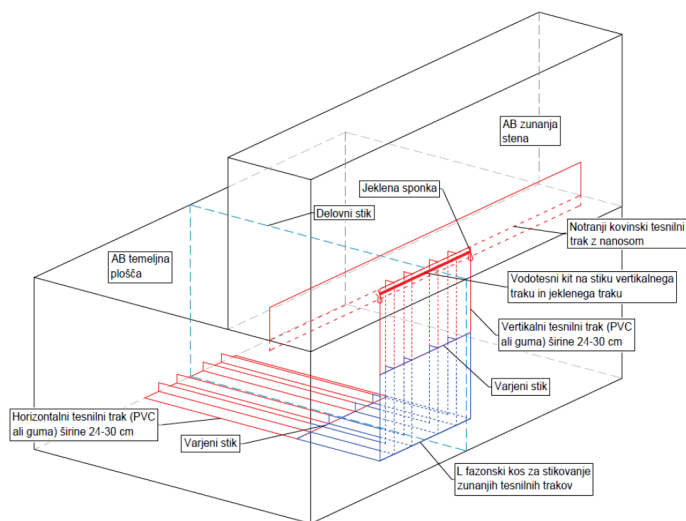 AB zunanja
stena
Jeklena sponka
Delovni stik
Notranji kovinski tesnilni
trak z nanosom
AB temeljna
plošča
Vodotesni kit na stiku vertikalnega
traku in jeklenega traku
Vertikalni tesnilni trak (PVC
ali guma) širine 24-30 cm
Varjeni stik
Horizontalni tesnilni trak (PVC
ali guma) širine 24-30 cm
Varjeni stik
L fazonski kos za stikovanje
zunanjih tesnilnih trakov